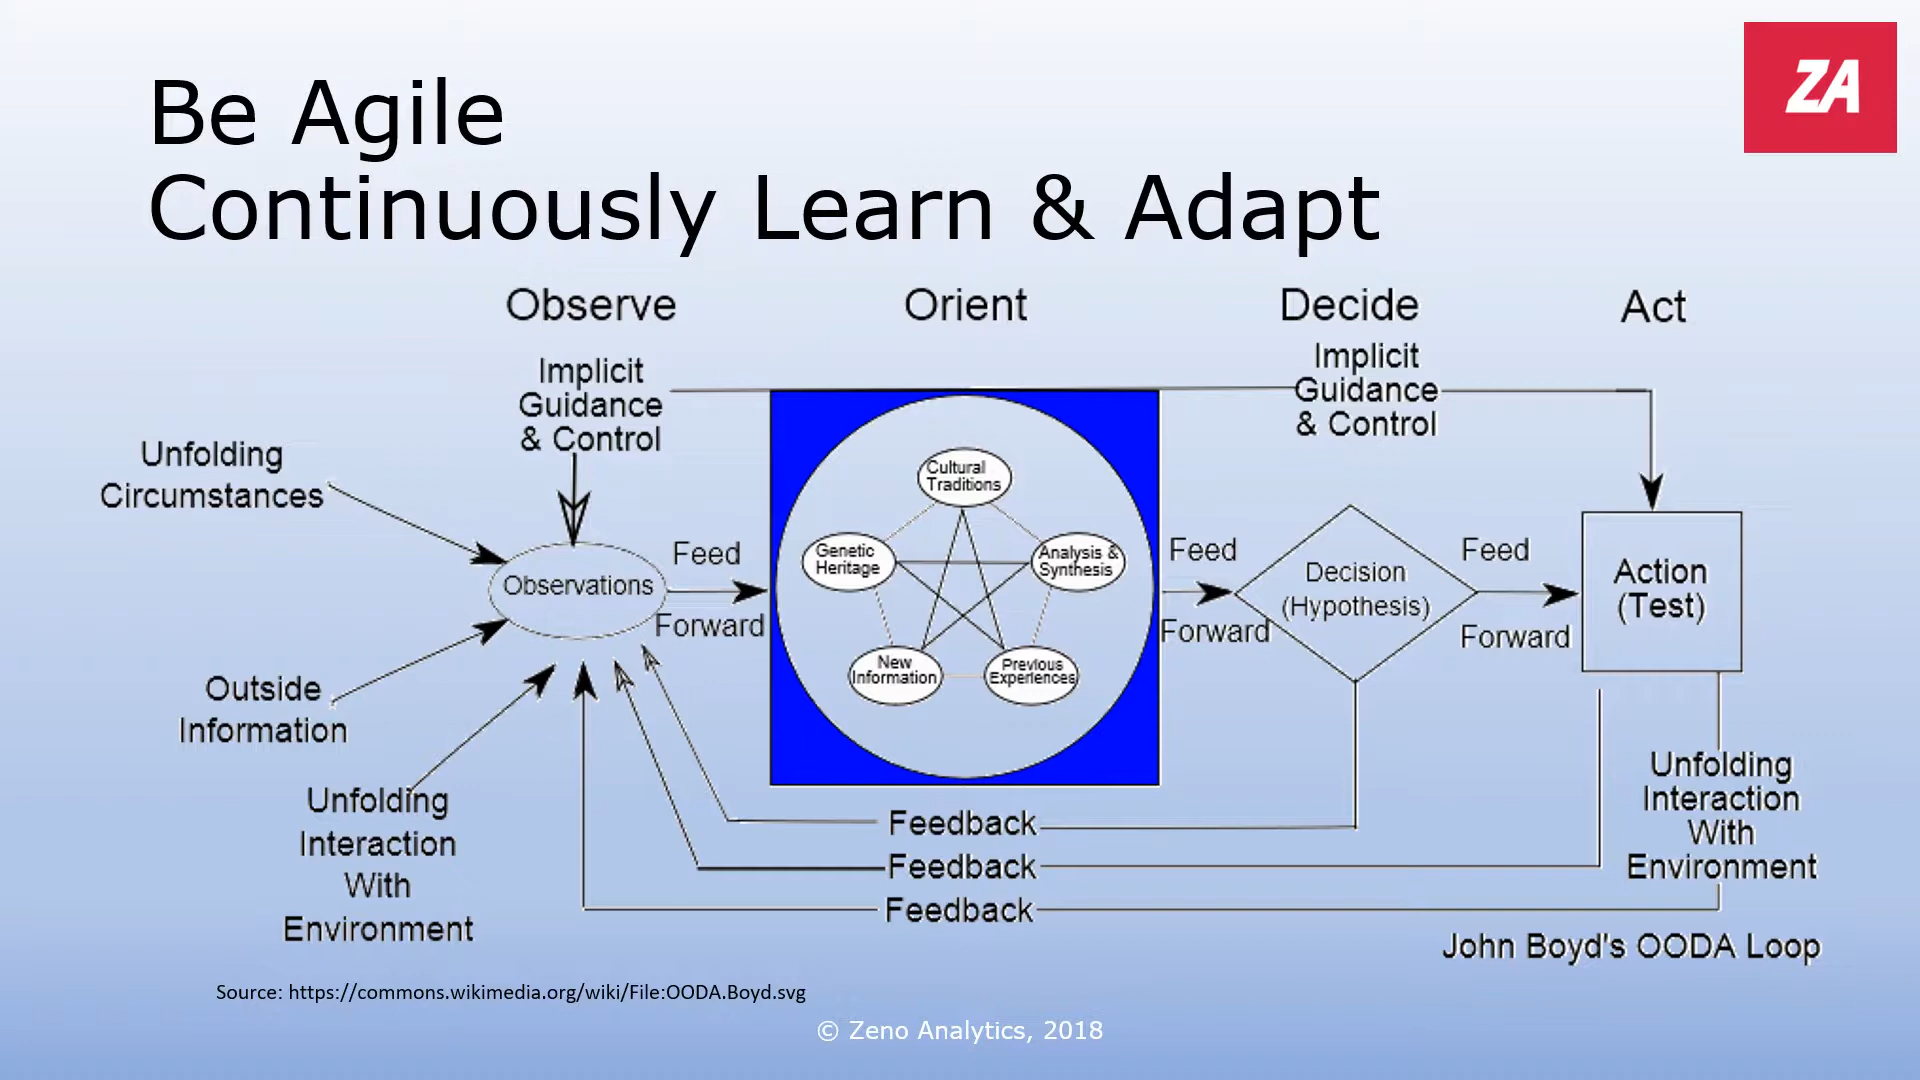 ZA
Be Agile
Continuously Learn & Adapt
Observe
Orient
Decide
Act
Implicit
Guidance
& Control
Implicit
Guidance
& Control
Unfolding
Circumstances
Cultural
Traditions
Genetic
Heritage
Analysis &
Synthesis
New
Information
Previous
Experiences
Observations
Feed
Forward
Feed
Forward
Decision
(Hypothesis)
Feed
Forward
Action
(Test)
Outside
Information
Unfolding
Interaction
With
Environment
Unfolding
Interaction
With
Environment
Feedback
Feedback
Feedback
John Boyd's OODA Loop
Source: https://commons.wikimedia.org/wiki/File:OODA.Boyd.svg
© Zeno Analytics, 2018